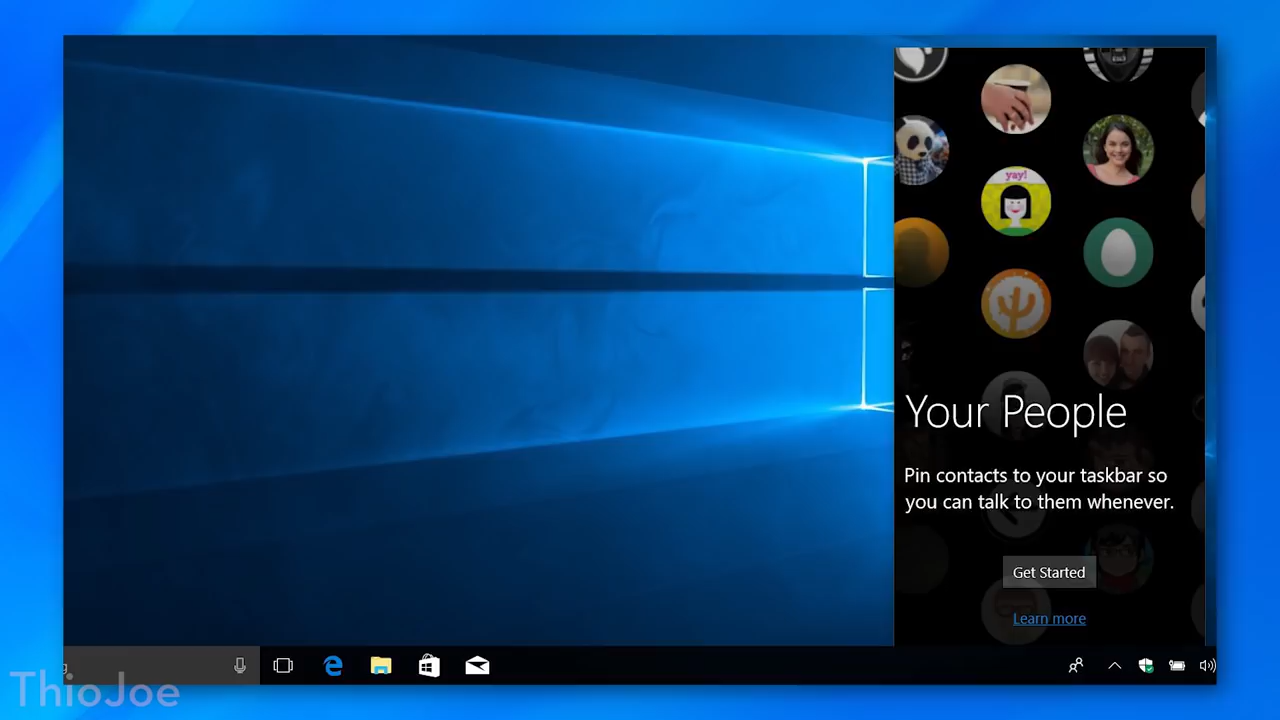 yay!
Your People
Pin contacts to your taskbar so
you can talk to them whenever.
Get Started
Learn more
g
ThioJoe